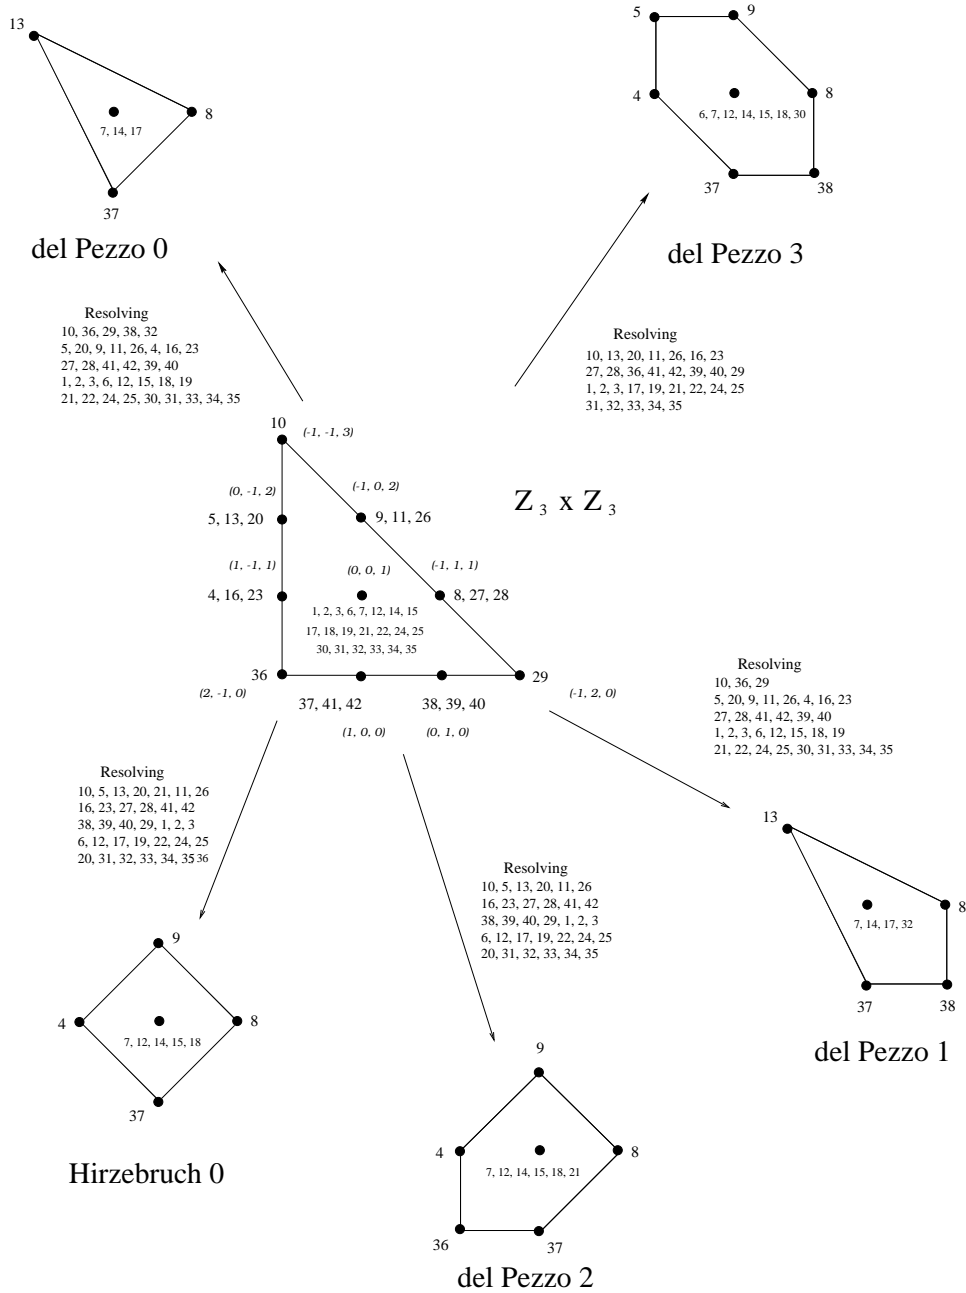 13
8
7, 14, 17
37
del Pezzo 0
5
9
4
8
6, 7, 12, 14, 15, 18, 30
37
38
del Pezzo 3
Resolving
10, 36, 29, 38, 32
5, 20, 9, 11, 26, 4, 16, 23
27, 28, 41, 42, 39, 40
1, 2, 3, 6, 12, 15, 18, 19
21, 22, 24, 25, 30, 31, 33, 34, 35
Resolving
10, 13, 20, 11, 26, 16, 23
27, 28, 36, 41, 42, 39, 40, 29
1, 2, 3, 17, 19, 21, 22, 24, 25
31, 32, 33, 34, 35
10
(-1, -1, 3)
(0, -1, 2)
(-1, 0, 2)
5, 13, 20
9, 11, 26
Z 3 x Z 3
(1, -1, 1)
(0, 0, 1)
(-1, 1, 1)
4, 16, 23
8, 27, 28
1, 2, 3, 6, 7, 12, 14, 15
17, 18, 19, 21, 22, 24, 25
30, 31, 32, 33, 34, 35
36
29
(2, -1, 0)
37, 41, 42
38, 39, 40
(-1, 2, 0)
(1, 0, 0)
(0, 1, 0)
Resolving
10, 36, 29
5, 20, 9, 11, 26, 4, 16, 23
27, 28, 41, 42, 39, 40
1, 2, 3, 6, 12, 15, 18, 19
21, 22, 24, 25, 30, 31, 33, 34, 35
Resolving
10, 5, 13, 20, 21, 11, 26
16, 23, 27, 28, 41, 42
38, 39, 40, 29, 1, 2, 3
6, 12, 17, 19, 22, 24, 25
20, 31, 32, 33, 34, 35 36
13
8
7, 14, 17, 32
37
38
del Pezzo 1
Resolving
10, 5, 13, 20, 11, 26
16, 23, 27, 28, 41, 42
38, 39, 40, 29, 1, 2, 3
6, 12, 17, 19, 22, 24, 25
20, 31, 32, 33, 34, 35
9
4
8
7, 12, 14, 15, 18
37
Hirzebruch 0
9
4
8
7, 12, 14, 15, 18, 21
36
37
del Pezzo 2